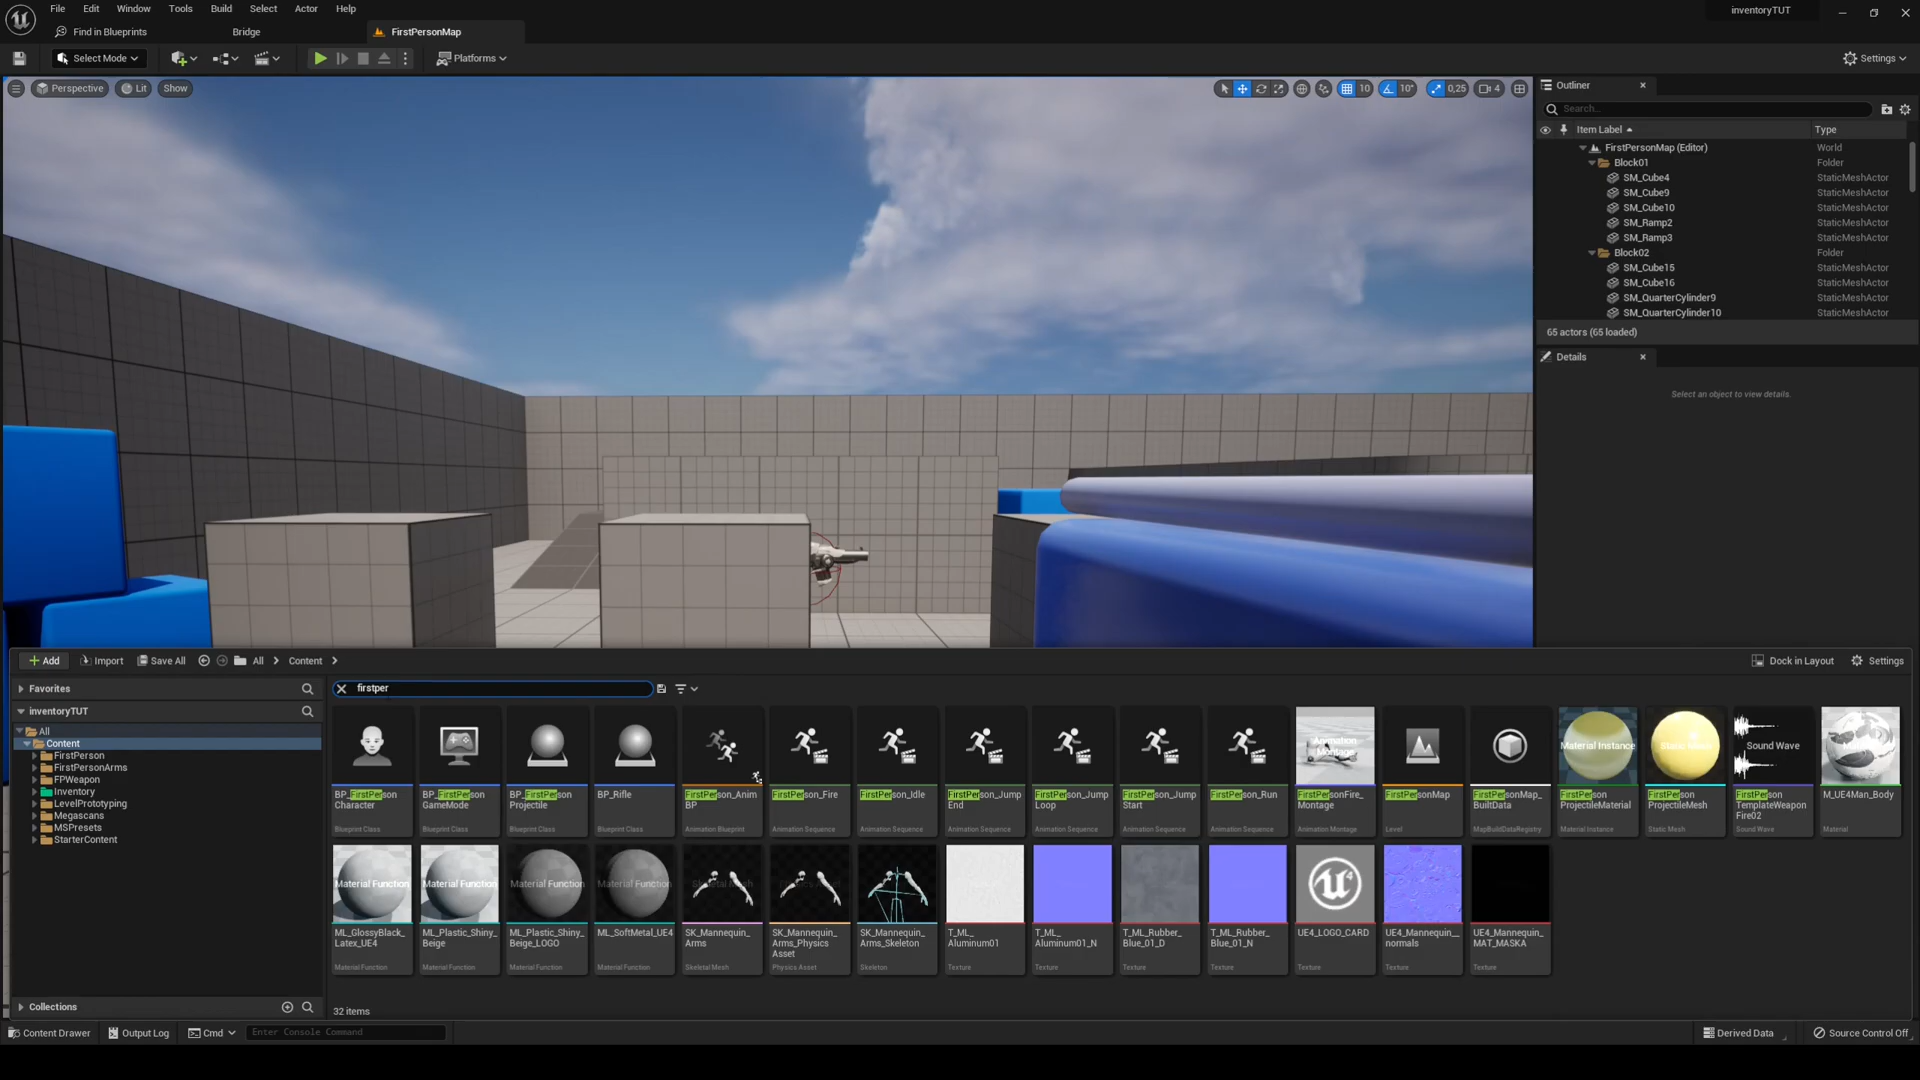 File Edit Window Tools Build Select Actor Help
inventoryTUT
Find in Blueprints
Bridge
FirstPersonMap
Select Mode
Platforms
Settings
Perspective
Lit
Show
10
10°
0,25
4
Outliner
Search...
Item Label
Type
FirstPersonMap (Editor) World
Block01 Folder
SM_Cube4 StaticMeshActor
SM_Cube9 StaticMeshActor
SM_Cube10 StaticMeshActor
SM_Ramp2 StaticMeshActor
SM_Ramp3 StaticMeshActor
Block02 Folder
SM_Cube15 StaticMeshActor
SM_Cube16 StaticMeshActor
SM_QuarterCylinder9 StaticMeshActor
SM_QuarterCylinder10 StaticMeshActor
65 actors (65 loaded)
Details
Select an object to view details.
Add
Import
Save All
All
Content
Dock in Layout
Settings
Favorites
inventoryTUT
All
Content
FirstPerson
FirstPersonArms
FPWeapon
Inventory
LevelPrototyping
Megascans
MSPresets
StarterContent
Collections
firstper
BP_FirstPerson
Character
Blueprint Class
BP_FirstPerson
GameMode
Blueprint Class
BP_FirstPerson
Projectile
Blueprint Class
BP_Rifle
Blueprint Class
FirstPerson_Anim
BP
Animation Blueprint
FirstPerson_Fire
Animation Sequence
FirstPerson_Idle
Animation Sequence
FirstPerson_Jump
End
Animation Sequence
FirstPerson_Jump
Loop
Animation Sequence
FirstPerson_Jump
Start
Animation Sequence
FirstPerson_Run
Animation Sequence
Animation
Montage
FirstPersonFire_
Montage
Animation Montage
FirstPersonMap
Level
FirstPersonMap_
BuiltData
MapBuildDataRegistry
Material Instance
FirstPerson
ProjectileMaterial
Material Instance
Static Mesh
FirstPerson
ProjectileMesh
Static Mesh
Sound Wave
FirstPerson
TemplateWeapon
Fire02
Sound Wave
M_UE4Man_Body
Material
Material Function
ML_GlossyBlack_
Latex_UE4
Material Function
Material Function
ML_Plastic_Shiny_
Beige
Material Function
Material Function
ML_Plastic_Shiny_
Beige_LOGO
Material Function
Material Function
ML_SoftMetal_UE4
Material Function
Skeletal Mesh
SK_Mannequin_
Arms
Skeletal Mesh
Physics Asset
SK_Mannequin_
Arms_Physics
Asset
Physics Asset
SK_Mannequin_
Arms_Skeleton
Skeleton
T_ML_
Aluminum01
Texture
T_ML_
Aluminum01_N
Texture
T_ML_Rubber_
Blue_01_D
Texture
T_ML_Rubber_
Blue_01_N
Texture
UE4_LOGO_CARD
Texture
UE4_Mannequin__
normals
Texture
UE4_Mannequin_
MAT_MASKA
Texture
32 items
Content Drawer
Output Log
Cmd
Enter Console Command
Derived Data
Source Control Off